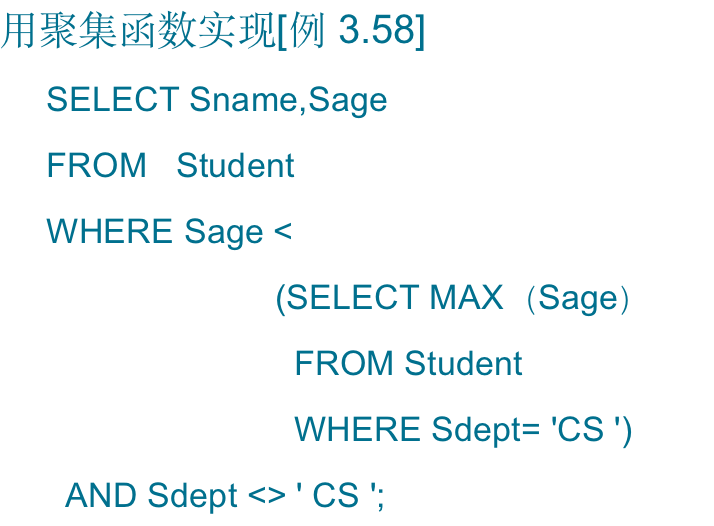 用聚集函数实现[例 3.58]
SELECT Sname,Sage
FROM Student
WHERE Sage <
(SELECT MAX（Sage）
FROM Student
WHERE Sdept= 'CS ')
AND Sdept <> ' CS ';